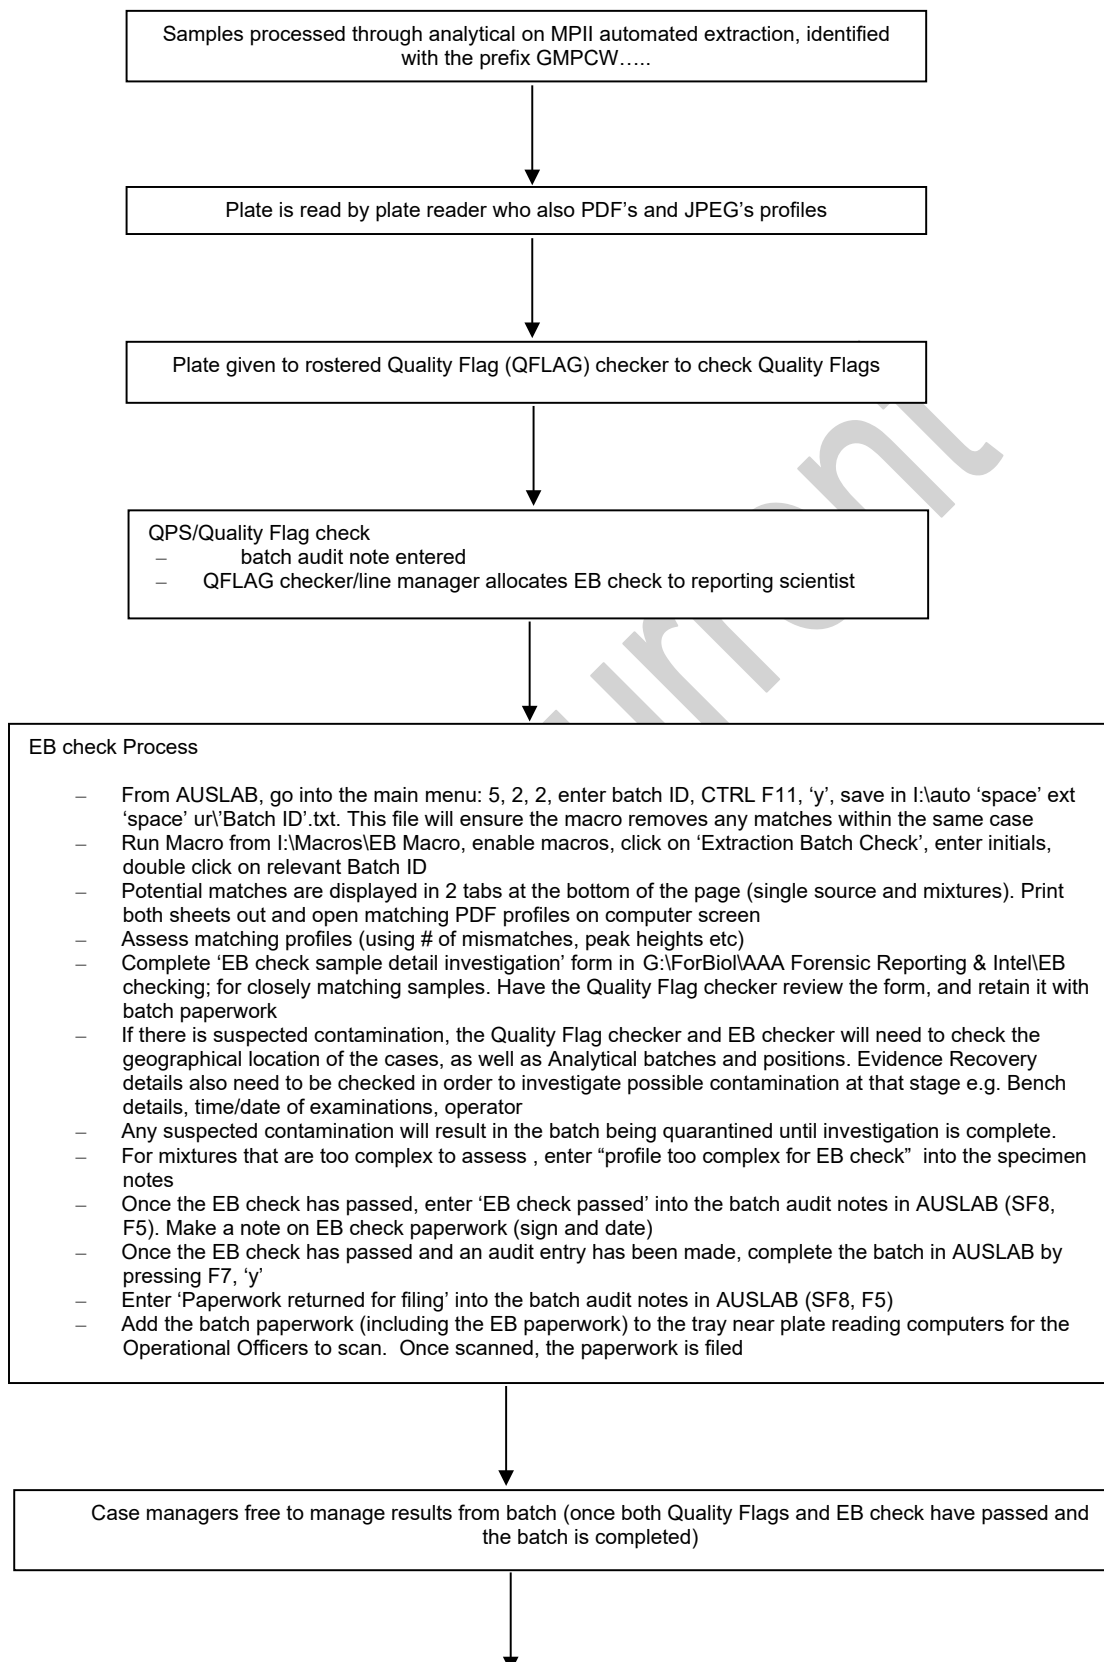 Samples processed through analytical on MPII automated extraction, identified
with the prefix GMPCW…..
Plate is read by plate reader who also PDF's and JPEG's profiles
Plate given to rostered Quality Flag (QFLAG) checker to check Quality Flags
QPS/Quality Flag check
– batch audit note entered
– QFLAG checker/line manager allocates EB check to reporting scientist
EB check Process
– From AUSLAB, go into the main menu: 5, 2, 2, enter batch ID, CTRL F11, 'y', save in I:\auto 'space' ext
'space' ur\'Batch ID'.txt. This file will ensure the macro removes any matches within the same case
– Run Macro from I:\Macros\EB Macro, enable macros, click on 'Extraction Batch Check', enter initials,
double click on relevant Batch ID
– Potential matches are displayed in 2 tabs at the bottom of the page (single source and mixtures). Print
both sheets out and open matching PDF profiles on computer screen
– Assess matching profiles (using # of mismatches, peak heights etc)
– Complete 'EB check sample detail investigation' form in G:\ForBiol\AAA Forensic Reporting & Intel\EB
checking; for closely matching samples. Have the Quality Flag checker review the form, and retain it with
batch paperwork
– If there is suspected contamination, the Quality Flag checker and EB checker will need to check the
geographical location of the cases, as well as Analytical batches and positions. Evidence Recovery
details also need to be checked in order to investigate possible contamination at that stage e.g. Bench
details, time/date of examinations, operator
– Any suspected contamination will result in the batch being quarantined until investigation is complete.
– For mixtures that are too complex to assess , enter "profile too complex for EB check" into the specimen
notes
– Once the EB check has passed, enter 'EB check passed' into the batch audit notes in AUSLAB (SF8,
F5). Make a note on EB check paperwork (sign and date)
– Once the EB check has passed and an audit entry has been made, complete the batch in AUSLAB by
pressing F7, 'y'
– Enter 'Paperwork returned for filing' into the batch audit notes in AUSLAB (SF8, F5)
– Add the batch paperwork (including the EB paperwork) to the tray near plate reading computers for the
Operational Officers to scan. Once scanned, the paperwork is filed
Case managers free to manage results from batch (once both Quality Flags and EB check have passed and
the batch is completed)